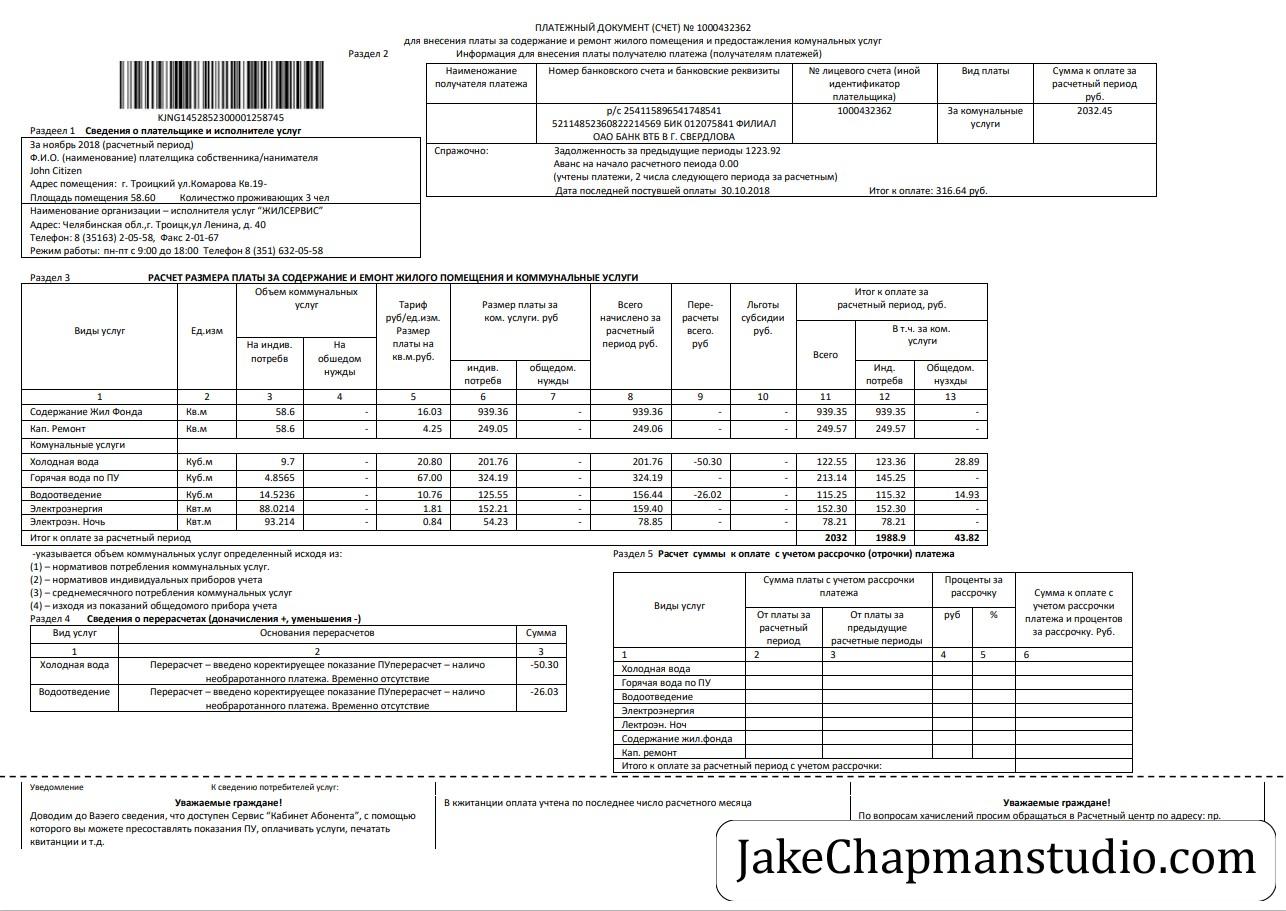 ПЛАТЕЖНЫЙ ДОКУМЕНТ (СЧЕТ) № 1000432362
для внесения платы за содержание и ремонт жилого помещения и предостажления комунальных услуг
Раздел 2 Информация для внесения платы получателю платежа (получателям платежей)
KJNG1452852300001258745
Наименожание получателя платежа
Номер банковского счета и банковские реквизиты
№ лицевого счета (иной идентификатор плательщика)
Вид платы
Сумма к оплате за расчетный период руб.
р/с 254115896541748541
52114852360822214569 БИК 012075841 ФИЛИАЛ
ОАО БАНК ВТБ В Г. СВЕРДЛОВА
1000432362
За комунальные услуги
2032.45
Спражочно: Задолженность за предыдущие периоды 1223.92
Аванс на начало расчетного пеиода 0.00
(учтены платежи, 2 числа следующего периода за расчетным)
Дата последней постувшей оплаты 30.10.2018 Итог к оплате: 316.64 руб.
Раздеел 1 Сведения о плательщике и исполнителе услуг
За ноябрь 2018 (расчетный период)
Ф.И.О. (наименование) плателщика собственника/нанимателя
John Citizen
Адрес помещения: г. Троицкий ул.Комарова Кв.19-
Площадь помещения 58.60 Количестжо проживающих 3 чел
Наименование организации – исполнителя услуг “ЖИЛСЕРВИС”
Адрес: Челябинская обл.,г. Троицк,ул Ленина, д. 40
Телефон: 8 (35163) 2-05-58, Факс 2-01-67
Режим работы: пн-пт с 9:00 до 18:00 Телефон 8 (351) 632-05-58
Раздел 3 РАСЧЕТ РАЗМЕРА ПЛАТЫ ЗА СОДЕРЖАНИЕ И ЕМОНТ ЖИЛОГО ПОМЕЩЕНИЯ И КОММУНАЛЬНЫЕ УСЛУГИ
Виды услуг
Ед.изм
Объем коммунальных услуг
На индив. потребв
На обшедом нужды
Тариф руб/ед.изм. Размер платы на кв.м.руб.
Размер платы за ком. услуги. руб
индив. потребв
общедом. нужды
Всего начислено за расчетный период руб.
Пере-расчеты всего. руб
Льготы субсидии руб.
Итог к оплате за расчетный период, руб.
Всего
В т.ч. за ком. услуги
Инд. потребв
Общедом. нузхды
1 2 3 4 5 6 7 8 9 10 11 12 13
Содержание Жил Фонда Кв.м 58.6 - 16.03 939.36 - 939.36 - - 939.35 939.35 -
Кап. Ремонт Кв.м 58.6 - 4.25 249.05 - 249.06 - - 249.57 249.57 -
Комунальные услуги
Холодная вода Куб.м 9.7 - 20.80 201.76 - 201.76 -50.30 - 122.55 123.36 28.89
Горячая вода по ПУ Куб.м 4.8565 - 67.00 324.19 - 324.19 - - 213.14 145.25 -
Водоотведение Куб.м 14.5236 - 10.76 125.55 - 156.44 -26.02 - 115.25 115.32 14.93
Электроэнергия Квт.м 88.0214 - 1.81 152.21 - 159.40 - - 152.30 152.30 -
Электроэн. Ночь Квт.м 93.214 - 0.84 54.23 - 78.85 - - 78.21 78.21 -
Итог к оплате за расчетный период 2032 1988.9 43.82
-указывается объем коммунальных услуг определенный исходя из:
(1) – нормативов потребления коммунальных услуг.
(2) – нормативов индивидуальных приборов учета
(3) – среднемесячного потребления коммунальных услуг
(4) – изходя из показаний общедомого прибора учета
Раздел 4 Сведения о перерасчетах (доначисления +, уменьшения -)
Вид услуг Основания перерасчетов Сумма
1 2 3
Холодная вода Перерасчет – введено коректируещее показание ПУперерасчет – наличо -50.30
необраротанного платежа. Временно отсутствие
Водоотведение Перерасчет – введено коректируещее показание ПУперерасчет – наличо -26.03
необраротанного платежа. Временно отсутствие
Раздел 5 Расчет суммы к оплате с учетом рассрочко (отрочки) платежа
Виды услуг
Сумма платы с учетом рассрочки платежа
От платы за расчетный период
От платы за предыдущие расчетные периоды
Проценты за рассрочку
руб
%
Сумма к оплате с учетом рассрочки платежа и процентов за рассрочку. Руб.
1 2 3 4 5 6
Холодная вода
Горячая вода по ПУ
Водоотведение
Электроэнергия
Лектроэн. Ноч
Содержание жил.фонда
Кап. ремонт
Итого к оплате за расчетный период с учетом рассрочки:
Уведомление К сведению потребителей услуг:
Уважаемые граждане!
Доводим до Вазего сведения, что доступен Сервис “Кабинет Абонента”, с помощью
которого вы можете пресоставлять показания ПУ, оплачивать услуги, печатать
квитанции и т.д.
В кжитанции оплата учтена по последнее число расчетного месяца
Уважаемые граждане!
По вопросам хачислений просим обращаться в Расчетный центр по адресу: пр.
JakeChapmanstudio.com